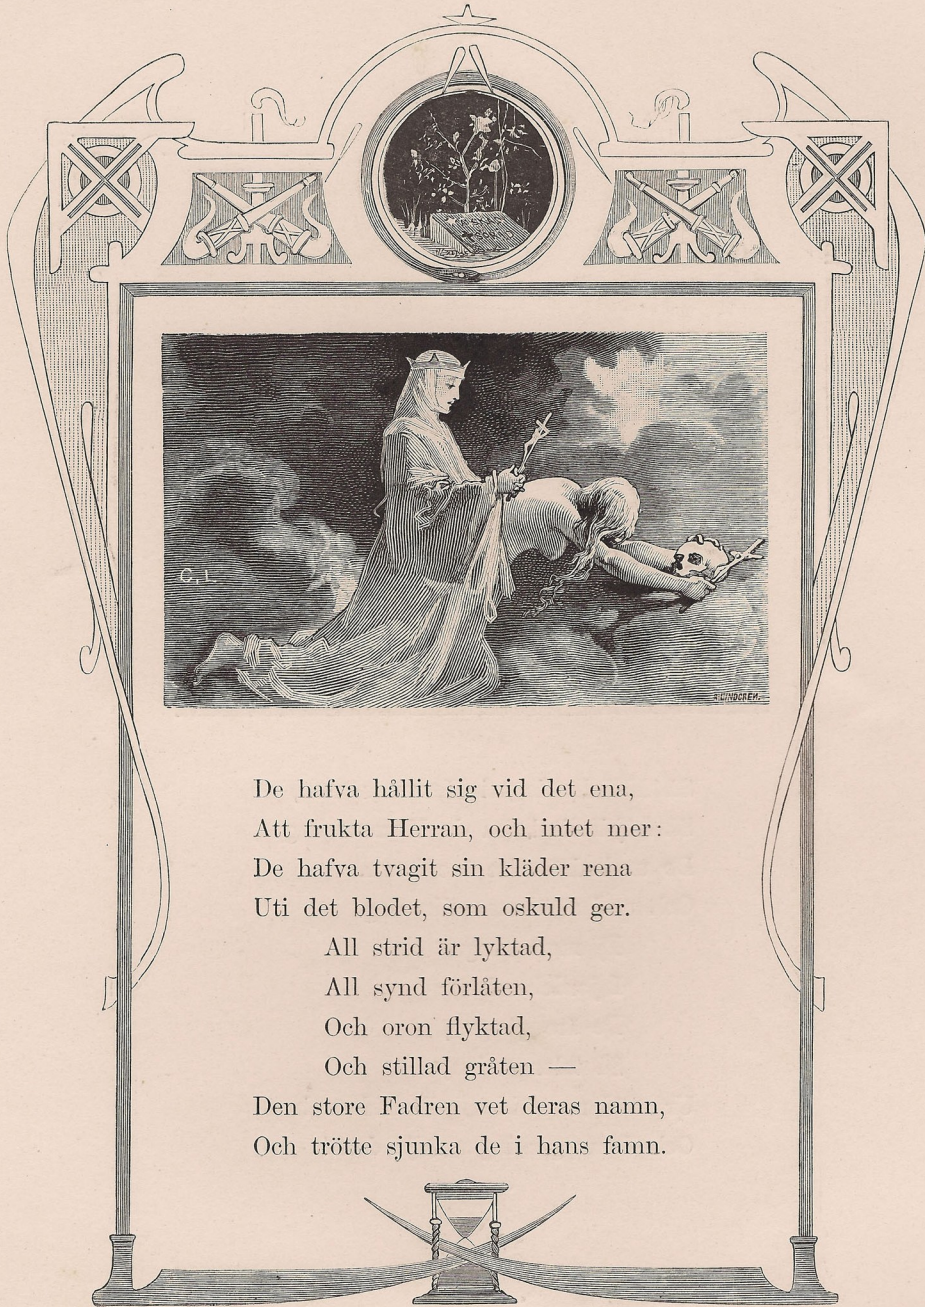 C. L.
De hafva hållit sig vid det ena,
Att frukta Herran, och intet mer:
De hafva tvagit sin kläder rena
Uti det blodet, som oskuld ger.
All strid är lyktad,
All synd förlåten,
Och oron flyktad,
Och stillad gråten —
Den store Fadren vet deras namn,
Och trötte sjunka de i hans famn.